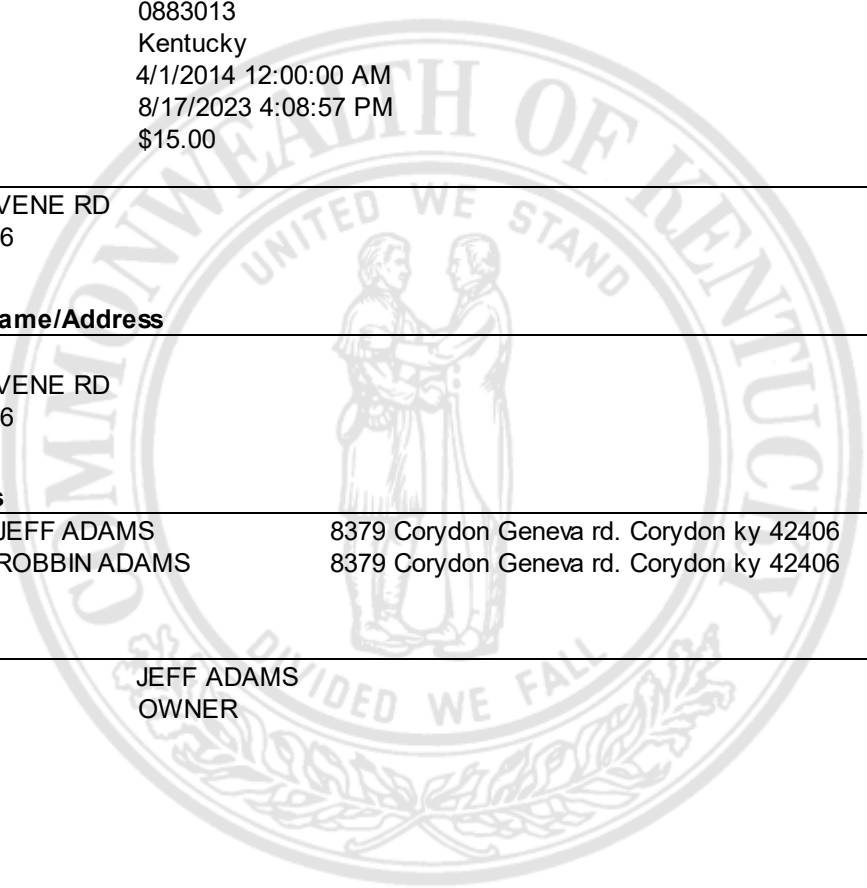 0883013
Kentucky
4/1/2014 12:00:00 AM
8/17/2023 4:08:57 PM
$15.00
VENE RD
6
ame/Address
VENE RD
6
s
JEFF ADAMS 8379 Corydon Geneva rd. Corydon ky 42406
ROBBIN ADAMS 8379 Corydon Geneva rd. Corydon ky 42406
JEFF ADAMS
OWNER
COMMONWEALTH OF KENTUCKY
UNITED WE STAND
DIVIDED WE FALL